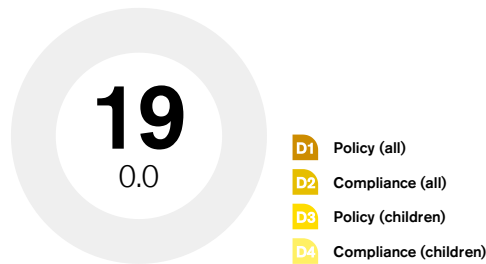 19
0.0
D1 Policy (all)
D2 Compliance (all)
D3 Policy (children)
D4 Compliance (children)